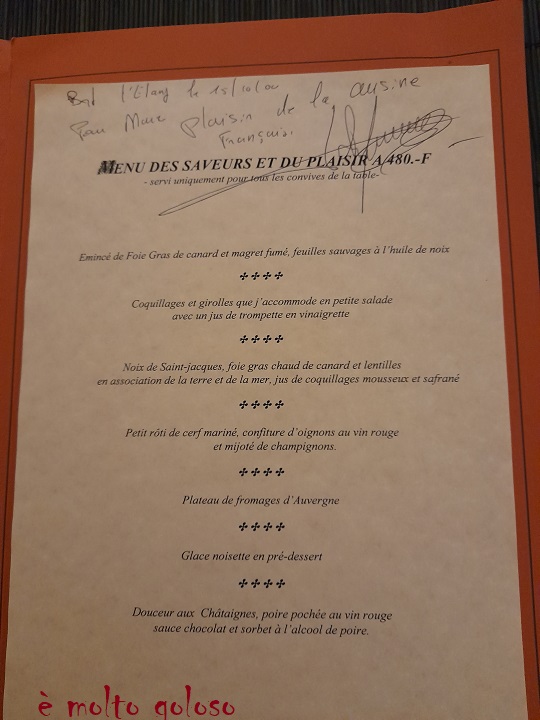 l'Etang le 15/10/00
Pour Marc plaisir de la cuisine
Français.
MENU DES SAVEURS ET DU PLAISIR A 480.-F
- servi uniquement pour tous les convives de la table-
Emincé de Foie Gras de canard et magret fumé, feuilles sauvages à l'huile de noix
✣✣✣✣
Coquillages et girolles que j'accommode en petite salade
avec un jus de trompette en vinaigrette
✣✣✣✣
Noix de Saint-jacques, foie gras chaud de canard et lentilles
en association de la terre et de la mer, jus de coquillages mousseux et safrané
✣✣✣✣
Petit rôti de cerf mariné, confiture d'oignons au vin rouge
et mijoté de champignons.
✣✣✣✣
Plateau de fromages d'Auvergne
✣✣✣✣
Glace noisette en pré-dessert
✣✣✣✣
Douceur aux Châtaignes, poire pochée au vin rouge
sauce chocolat et sorbet à l'alcool de poire.
è molto goloso